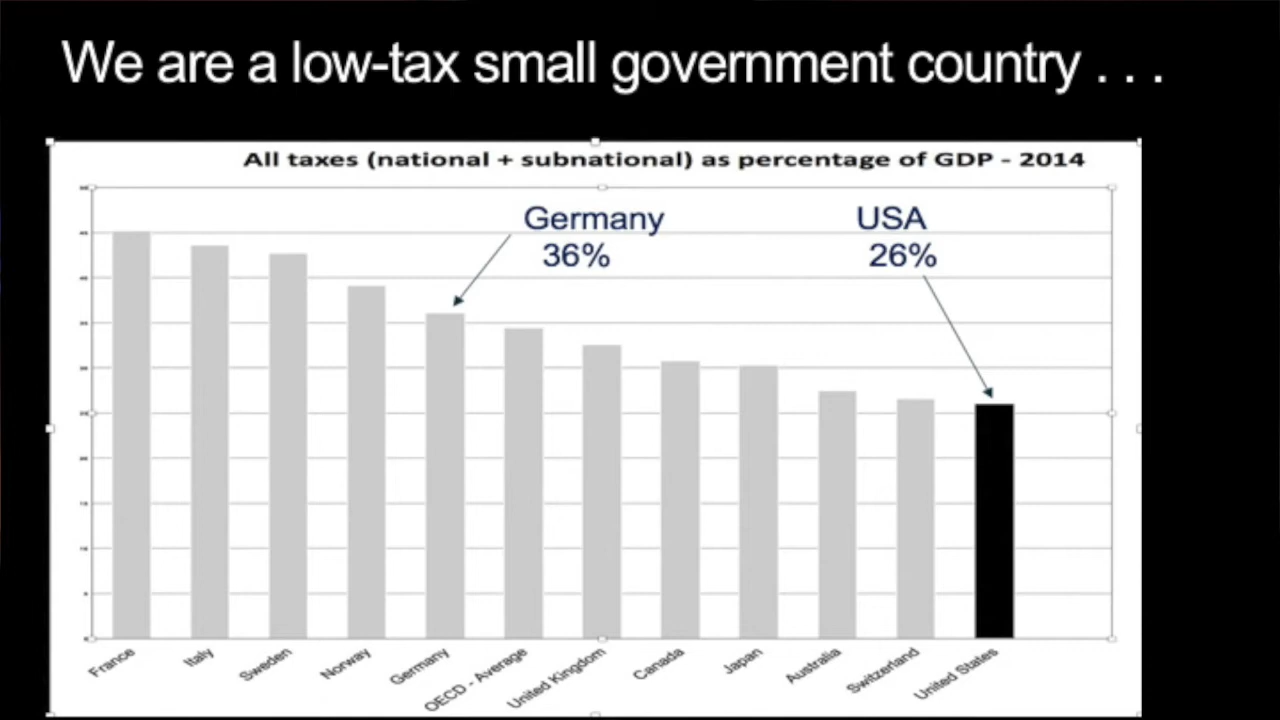 We are a low-tax small government country . . .
All taxes (national + subnational) as percentage of GDP - 2014
Germany
36%
USA
26%
France
Italy
Sweden
Norway
Germany
OECD - Average
United Kingdom
Canada
Japan
Australia
Switzerland
United States